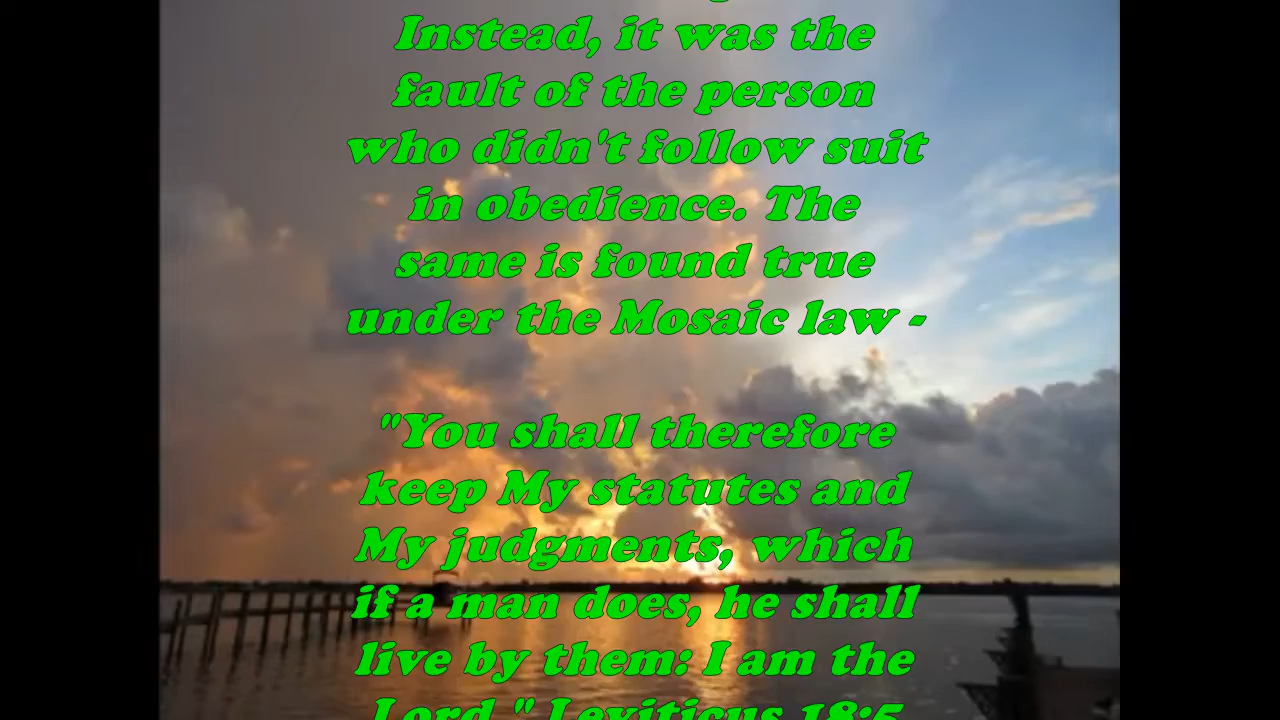 Instead, it was the
fault of the person
who didn't follow suit
in obedience. The
same is found true
under the Mosaic law -
"You shall therefore
keep My statutes and
My judgments, which
if a man does, he shall
live by them: I am the
Lord." Leviticus 18:5